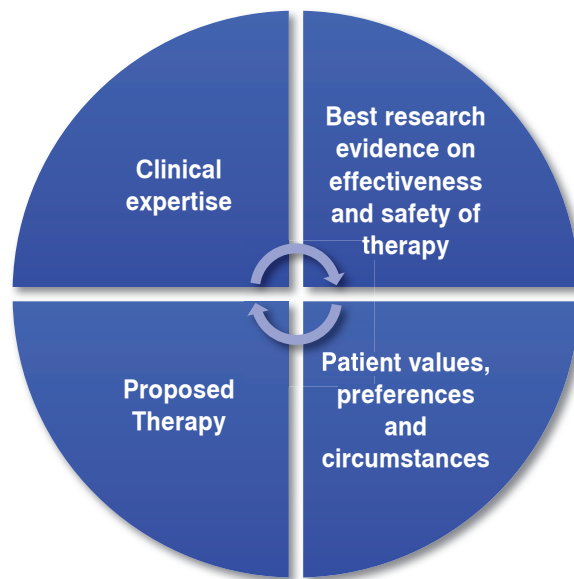 Clinical
expertise
Best research
evidence on
effectiveness
and safety of
therapy
Proposed
Therapy
Patient values,
preferences
and
circumstances